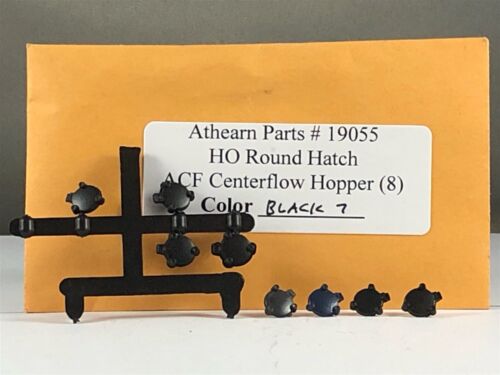 Athearn Parts # 19055
HO Round Hatch
ACF Centerflow Hopper (8)
Color BLACK 7